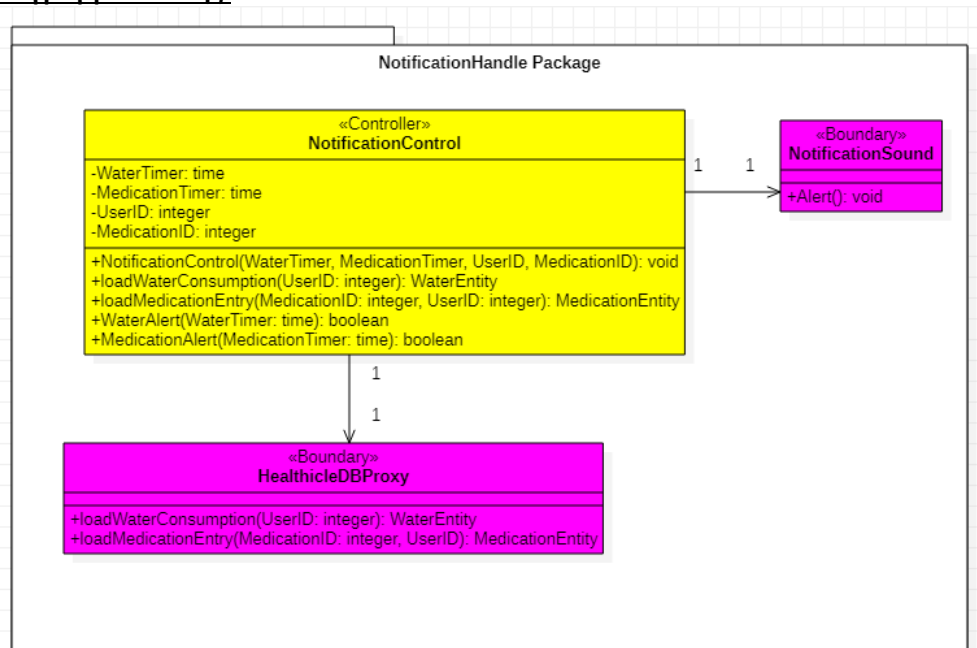 NotificationHandle Package
«Controller»
NotificationControl
-WaterTimer: time
-MedicationTimer: time
-UserID: integer
-MedicationID: integer
+NotificationControl(WaterTimer, MedicationTimer, UserID, MedicationID): void
+loadWaterConsumption(UserID: integer): WaterEntity
+loadMedicationEntry(MedicationID: integer, UserID: integer): MedicationEntity
+WaterAlert(WaterTimer: time): boolean
+MedicationAlert(MedicationTimer: time): boolean
1 1
«Boundary»
NotificationSound
+Alert(): void
1
1
«Boundary»
HealthicleDBProxy
+loadWaterConsumption(UserID: integer): WaterEntity
+loadMedicationEntry(MedicationID: integer, UserID): MedicationEntity